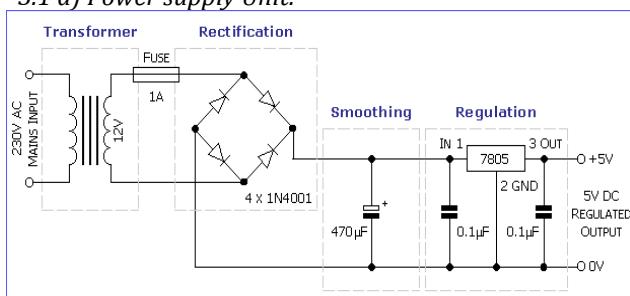 3.1 a) Power supply Unit:
Transformer
Rectification
FUSE
1A
230V AC
MAINS INPUT
12V
4 x 1N4001
Smoothing
Regulation
IN 1
3 OUT
7805
+5V
2 GND
+
470µF
0.1µF
0.1µF
5V DC
REGULATED
OUTPUT
0V